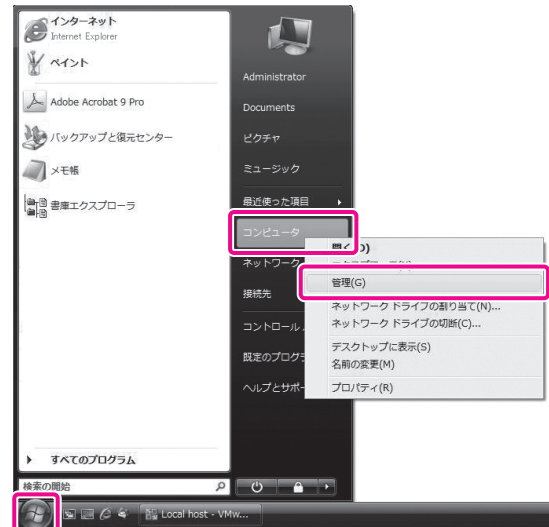 インターネット
Internet Explorer
ペイント
Adobe Acrobat 9 Pro
バックアップと復元センター
メモ帳
書庫エクスプローラ
すべてのプログラム
検索の開始
Administrator
Documents
ピクチャ
ミュージック
最近使った項目
コンピュータ
ネットワーク
接続先
コントロール
既定のプログ
ヘルプとサポ
管理(G)
ネットワーク ドライブの割り当て(N)...
ネットワーク ドライブの切断(C)...
デスクトップに表示(S)
名前の変更(M)
プロパティ(R)
Local host - VMw...